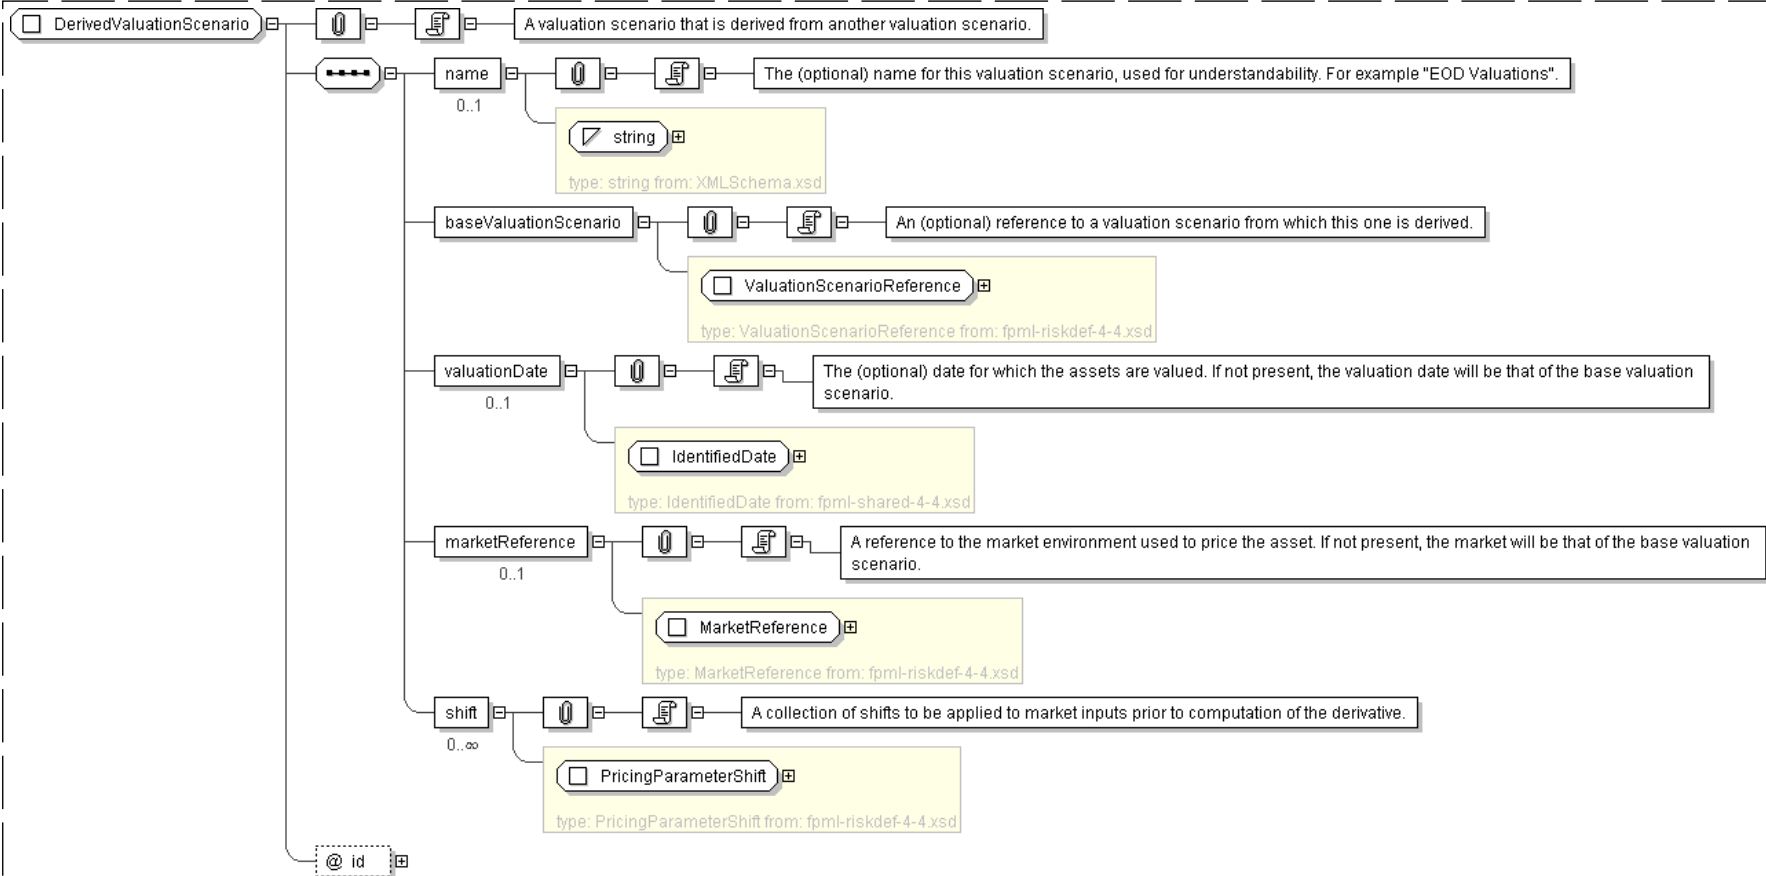 DerivedValuationScenario
A valuation scenario that is derived from another valuation scenario.
name
The (optional) name for this valuation scenario, used for understandability. For example "EOD Valuations".
0..1
string
type: string from: XMLSchema.xsd
baseValuationScenario
An (optional) reference to a valuation scenario from which this one is derived.
ValuationScenarioReference
type: ValuationScenarioReference from: fpml-riskdef-4-4.xsd
valuationDate
The (optional) date for which the assets are valued. If not present, the valuation date will be that of the base valuation
scenario.
0..1
IdentifiedDate
type: IdentifiedDate from: fpml-shared-4-4.xsd
marketReference
A reference to the market environment used to price the asset. If not present, the market will be that of the base valuation
scenario.
0..1
MarketReference
type: MarketReference from: fpml-riskdef-4-4.xsd
shift
A collection of shifts to be applied to market inputs prior to computation of the derivative.
0..∞
PricingParameterShift
type: PricingParameterShift from: fpml-riskdef-4-4.xsd
@ id